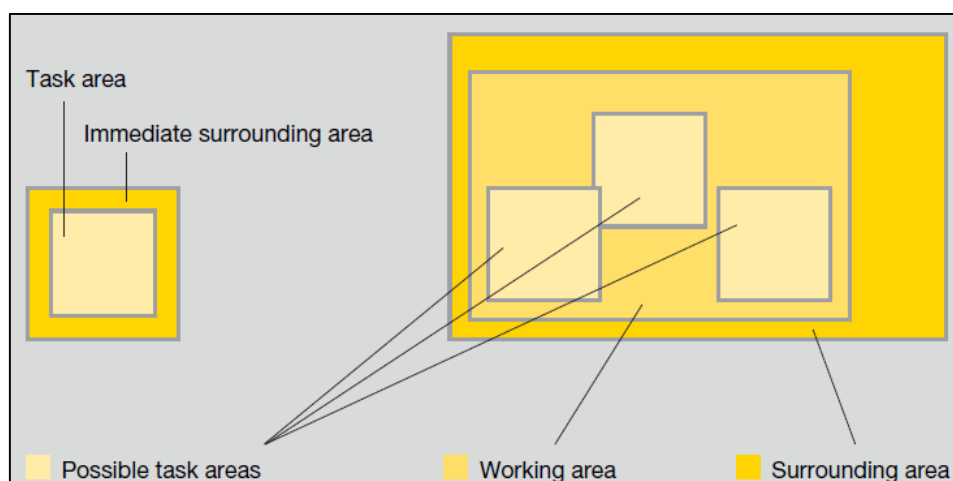 Task area
Immediate surrounding area
Possible task areas
Working area
Surrounding area